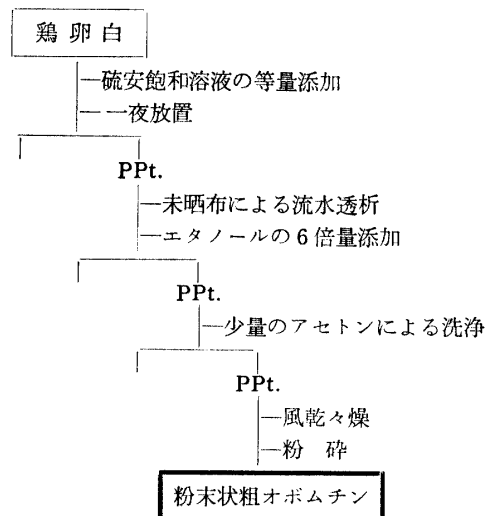 鶏卵白
硫安飽和溶液の等量添加
一夜放置
PPt.
未晒布による流水透析
エタノールの6倍量添加
PPt.
少量のアセトンによる洗浄
PPt.
風乾々燥
粉砕
粉末状粗オボムチン